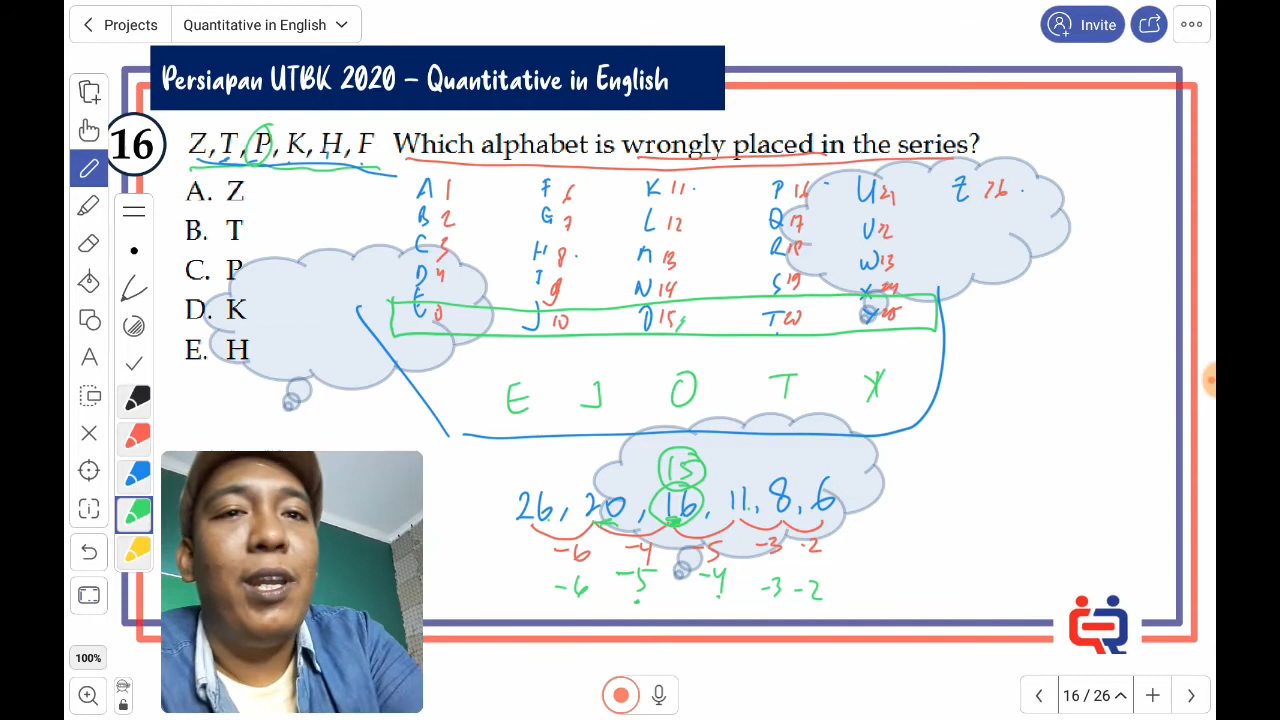 Projects
Quantitative in English
Invite
Persiapan UTBK 2020 – Quantitative in English
16
Z, T, P, K, H, F Which alphabet is wrongly placed in the series?
A. Z
B. T
C. P
D. K
E. H
A 1 F 6 K 11 P 16 U 21 Z 26
B 2 G 7 L 12 Q 17 V 22
C 3 H 8 M 13 R 18 W 13
D 4 I 9 N 14 S 19 X 24
E 5 J 10 O 15 T 20 Y 25
E J O T X
15
26, 20, 16, 11, 8, 6
-6 -4 -5 -3 -2
-6 -5 -4 -3 -2
100%
16 / 26